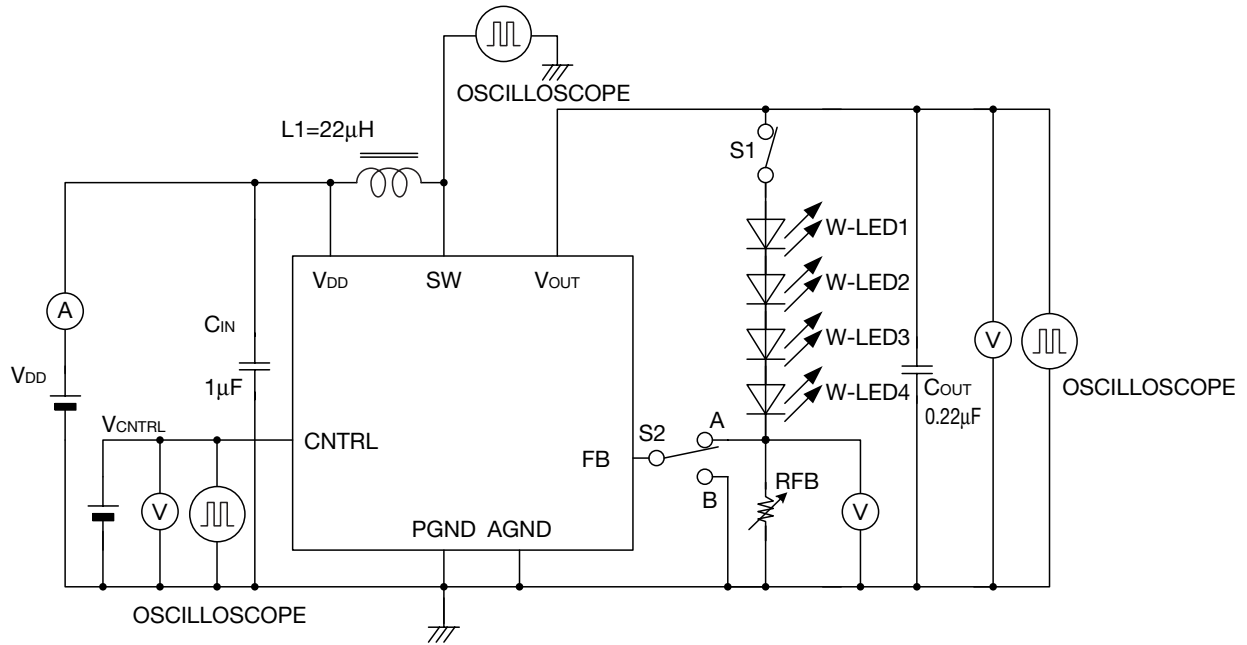 OSCILLOSCOPE
L1=22μH
S1
W-LED1
VDD
SW
VOUT
W-LED2
A
CIN
W-LED3
V
VDD
1μF
W-LED4
COUT
0.22μF
OSCILLOSCOPE
VCNTRL
CNTRL
S2
A
FB
B
RFB
V
V
PGND
AGND
OSCILLOSCOPE